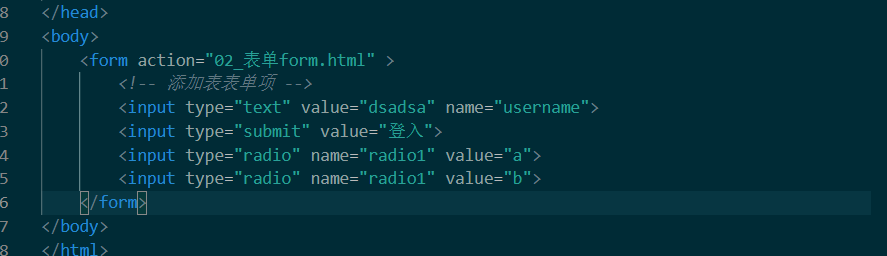 8 </head>
9 <body>
0 <form action="02_表单form.html" >
1 <!-- 添加表表单项 -->
2 <input type="text" value="dsadsa" name="username">
3 <input type="submit" value="登入">
4 <input type="radio" name="radio1" value="a">
5 <input type="radio" name="radio1" value="b">
6 </form>
7 </body>
8 </html>